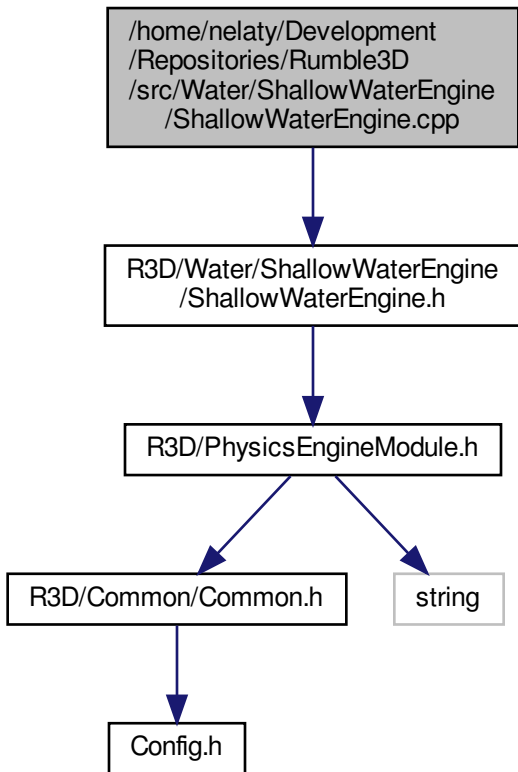 /home/nelaty/Development
/Repositories/Rumble3D
/src/Water/ShallowWaterEngine
/ShallowWaterEngine.cpp
R3D/Water/ShallowWaterEngine
/ShallowWaterEngine.h
R3D/PhysicsEngineModule.h
R3D/Common/Common.h
string
Config.h